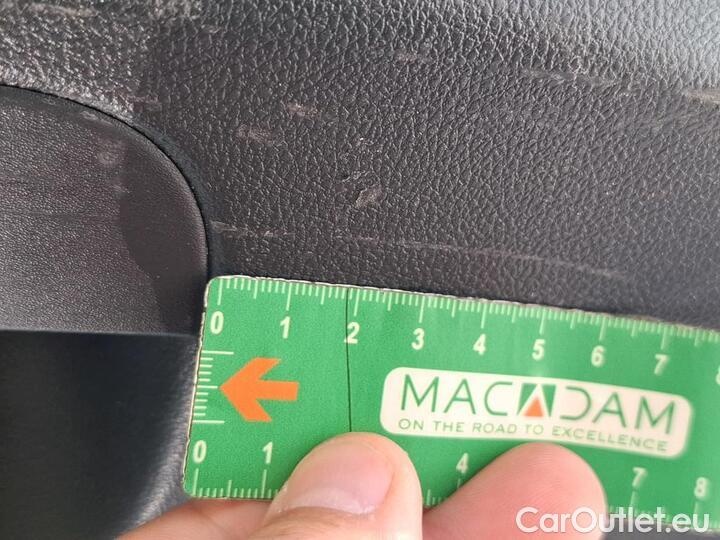 0 1 2 3 4 5 6 7 8
MACADAM
ON THE ROAD TO EXCELLENCE
0 1 4 7 8
CarOutlet.eu